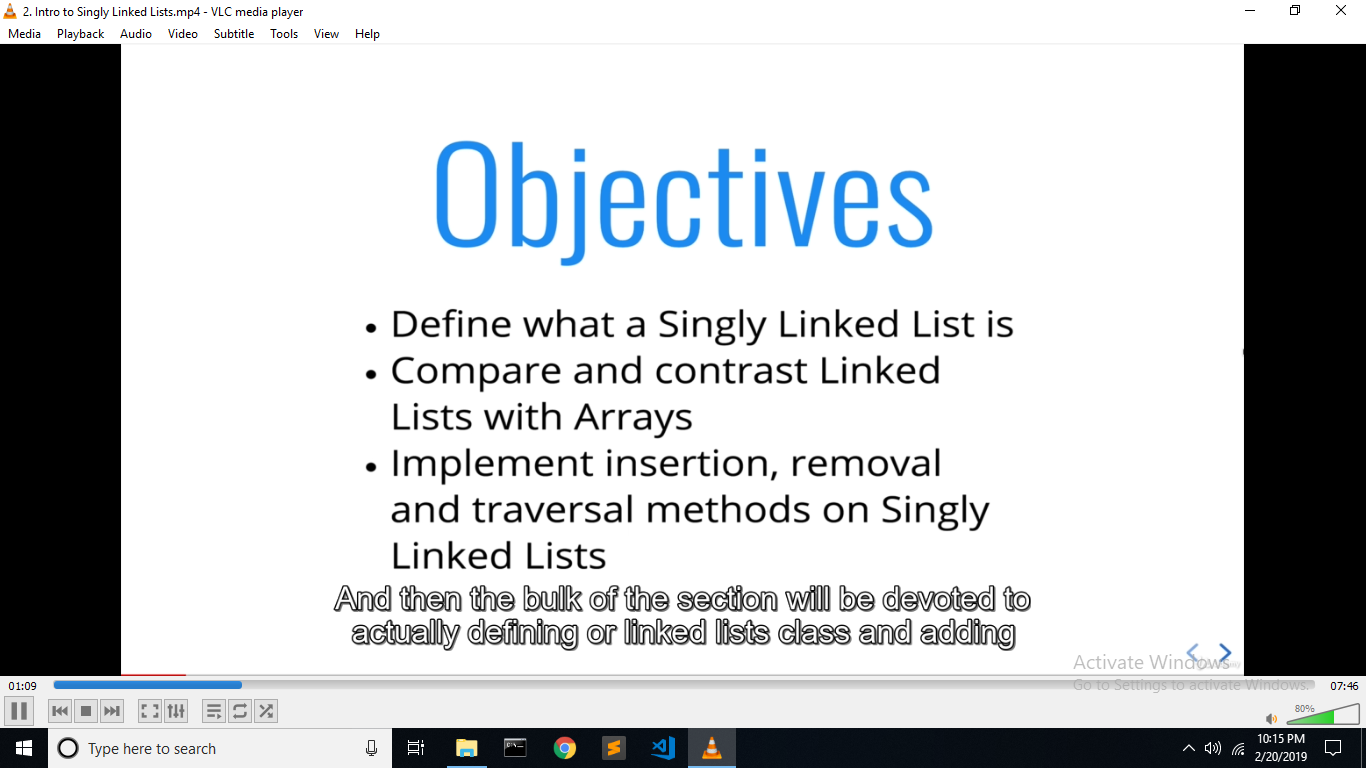 2. Intro to Singly Linked Lists.mp4 - VLC media player
Media Playback Audio Video Subtitle Tools View Help
Objectives
• Define what a Singly Linked List is
• Compare and contrast Linked
Lists with Arrays
• Implement insertion, removal
and traversal methods on Singly
Linked Lists
And then the bulk of the section will be devoted to
actually defining or linked lists class and adding
Activate Windows
Go to Settings to activate Windows.
01:09 07:46
80%
Type here to search
10:15 PM
2/20/2019